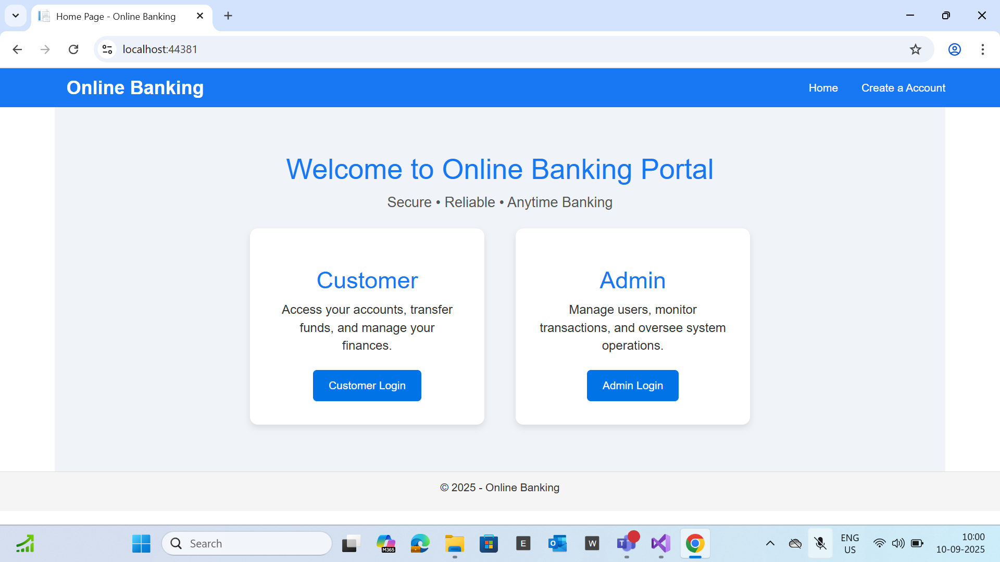 Home Page - Online Banking
localhost:44381
Online Banking
Home
Create a Account
Welcome to Online Banking Portal
Secure • Reliable • Anytime Banking
Customer
Access your accounts, transfer
funds, and manage your
finances.
Customer Login
Admin
Manage users, monitor
transactions, and oversee system
operations.
Admin Login
© 2025 - Online Banking
Search
M365
E
O
W
T
ENG
US
10:00
10-09-2025